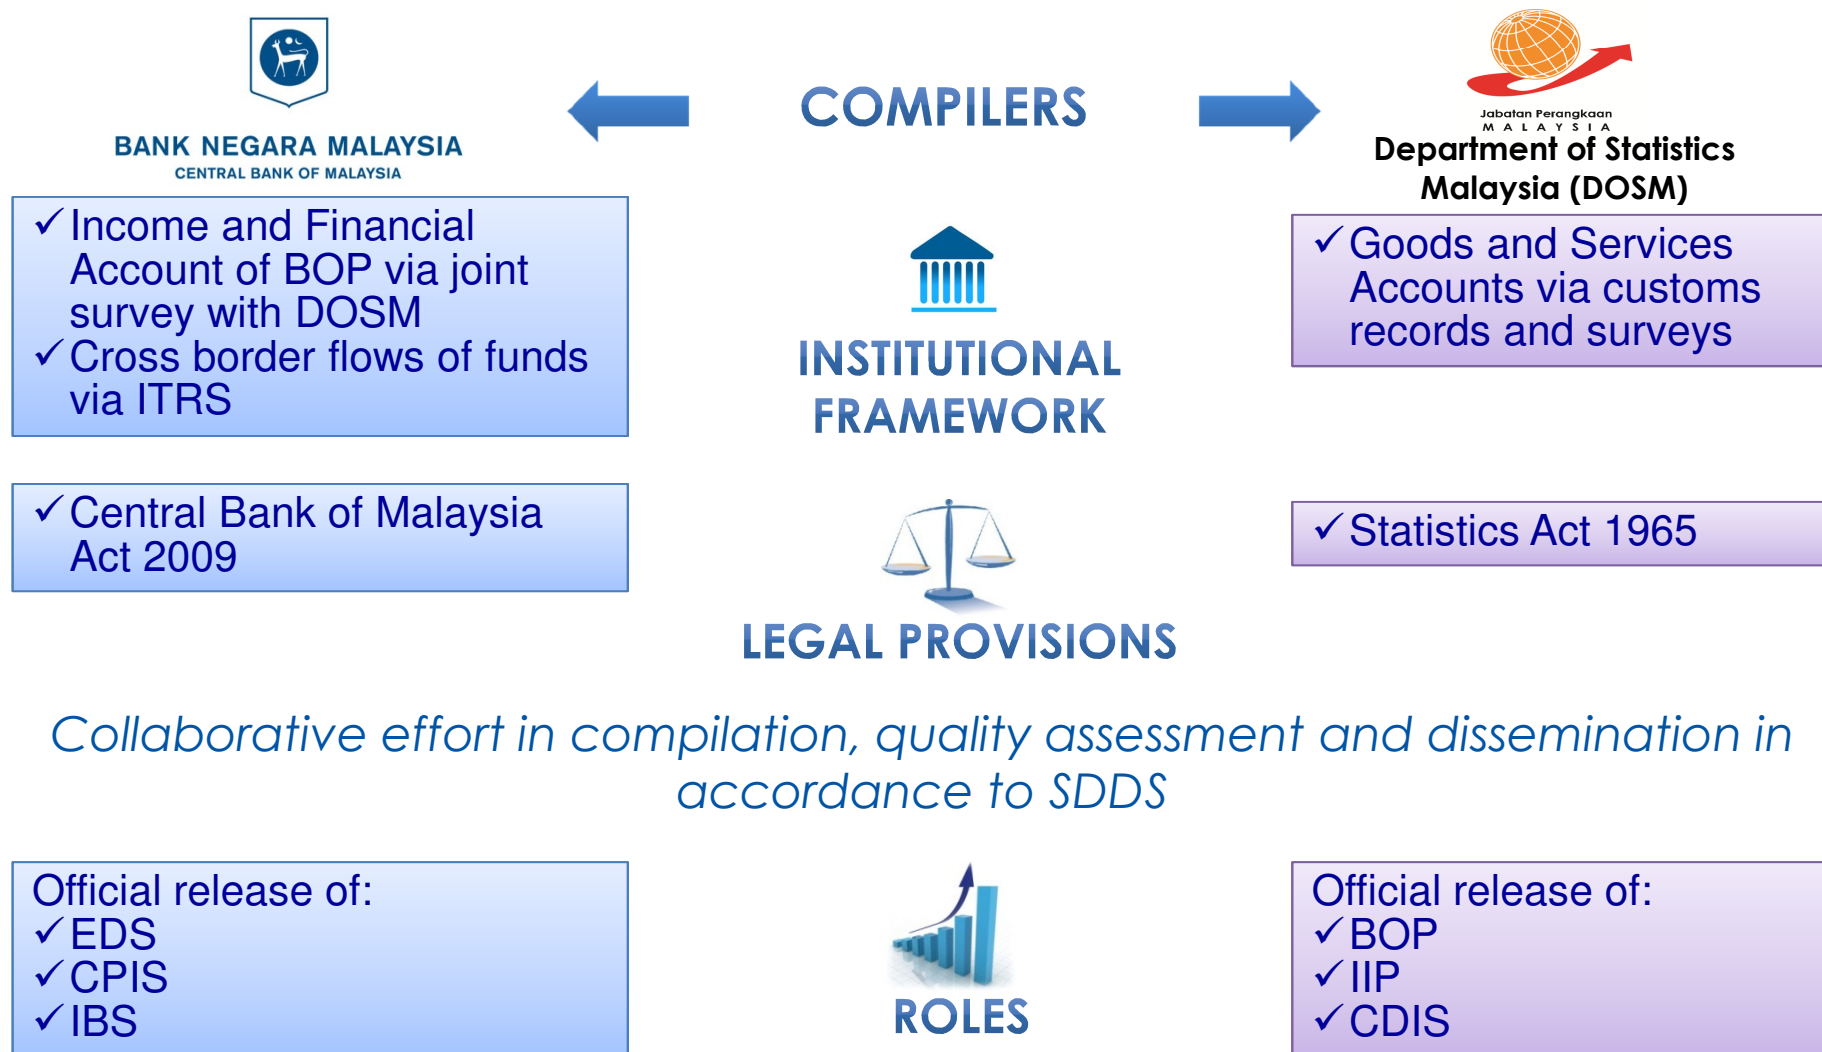 BANK NEGARA MALAYSIA
CENTRAL BANK OF MALAYSIA
COMPILERS
Jabatan Perangkaan
MALAYSIA
Department of Statistics
Malaysia (DOSM)
✓Income and Financial
Account of BOP via joint
survey with DOSM
✓Cross border flows of funds
via ITRS
INSTITUTIONAL
FRAMEWORK
✓Goods and Services
Accounts via customs
records and surveys
✓Central Bank of Malaysia
Act 2009
LEGAL PROVISIONS
✓Statistics Act 1965
Collaborative effort in compilation, quality assessment and dissemination in
accordance to SDDS
Official release of:
✓EDS
✓CPIS
✓IBS
ROLES
Official release of:
✓BOP
✓IIP
✓CDIS